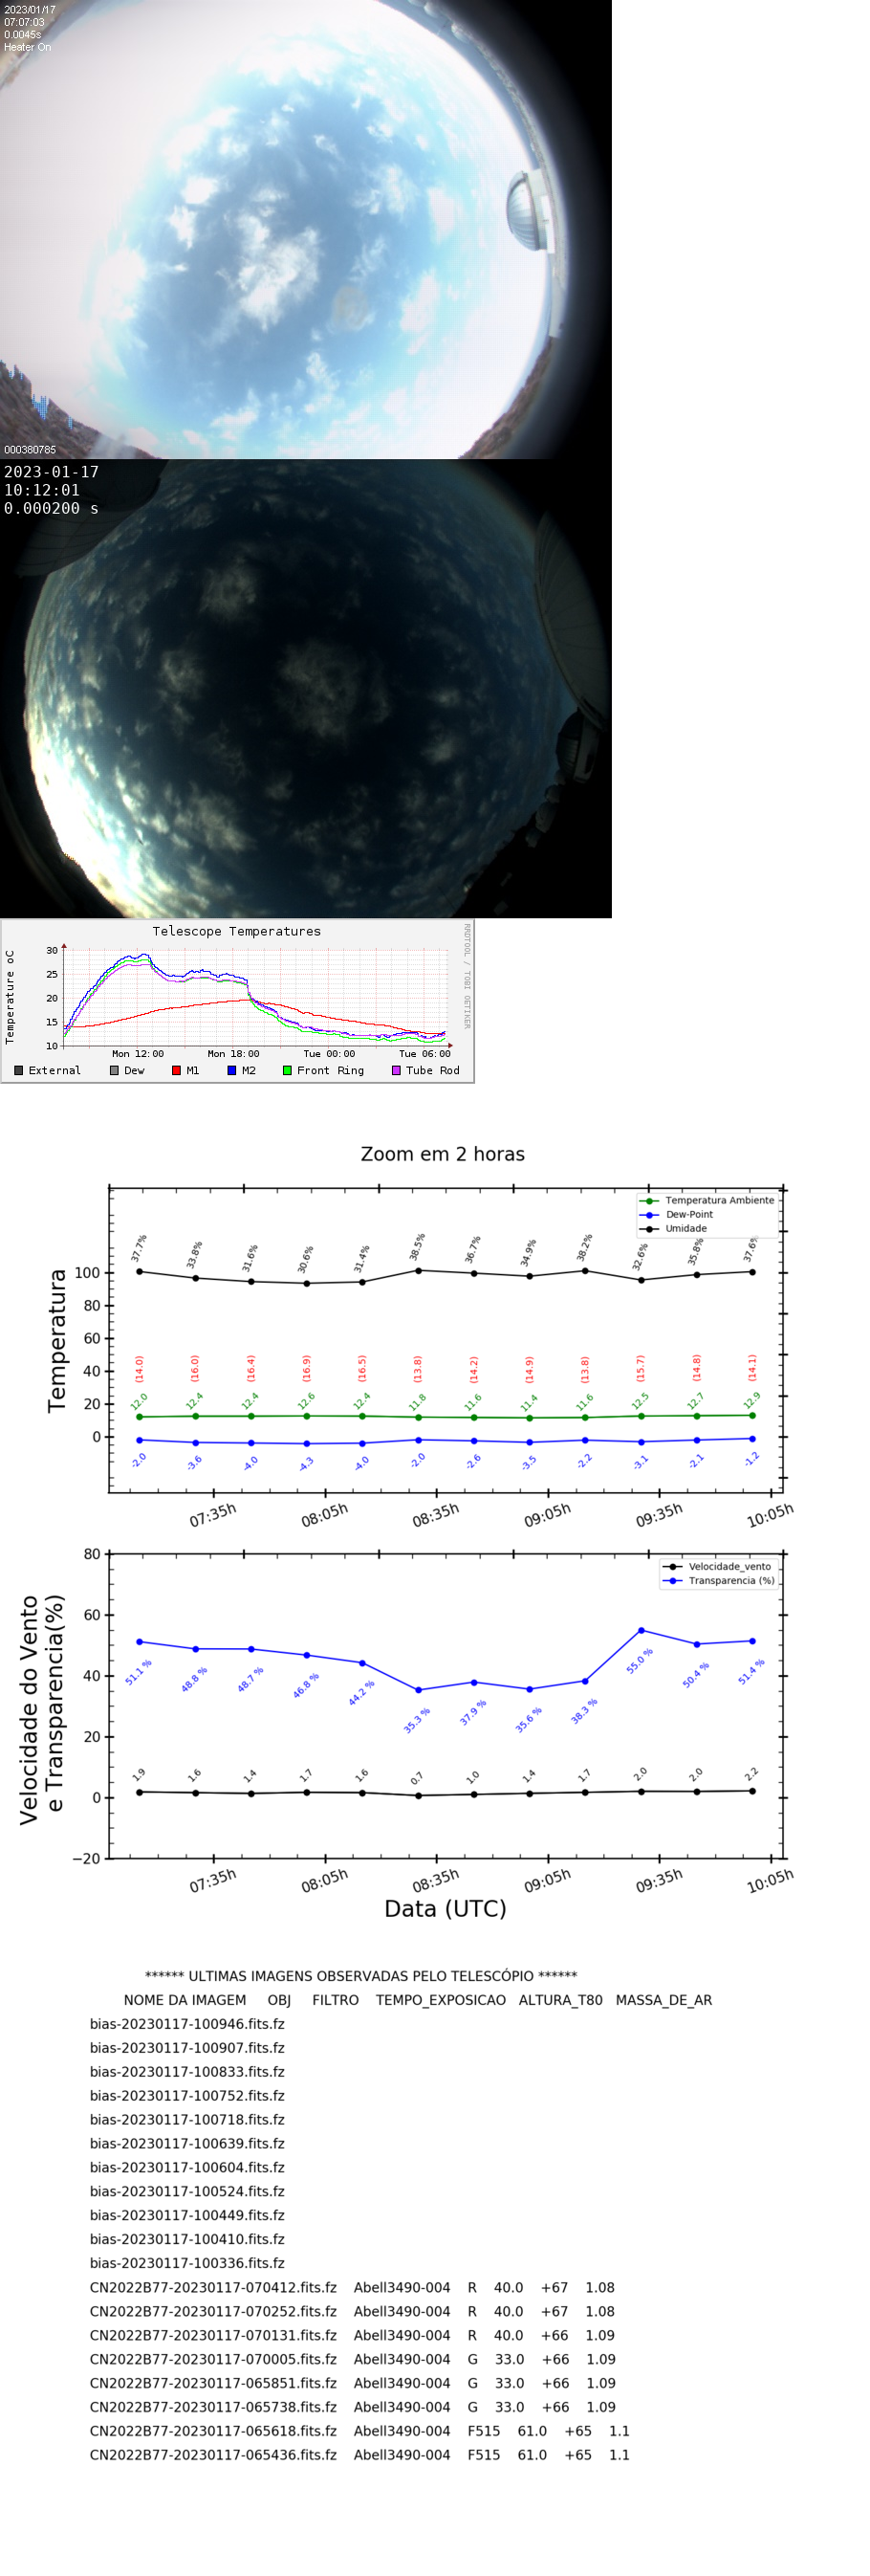 2023/01/17
07:07:03
0.0045s
Heater On
000380785
2023-01-17
10:12:01
0.000200 s
Telescope Temperatures
RRDTOOL / TOBI OETIKER
Temperature oC
30
25
20
15
10
Mon 12:00 Mon 18:00 Tue 00:00 Tue 06:00
External Dew M1 M2 Front Ring Tube Rod
Zoom em 2 horas
Temperatura Ambiente
Dew-Point
Umidade
Temperatura
100
80
60
40
20
0
37.7% 33.8% 31.6% 30.6% 31.4% 38.5% 36.7% 34.9% 38.2% 32.6% 35.8% 37.6%
(14.0) (16.0) (16.4) (16.9) (16.5) (13.8) (14.2) (14.9) (13.8) (15.7) (14.8) (14.1)
12.0 12.4 12.4 12.6 12.4 11.8 11.6 11.4 11.6 12.5 12.7 12.9
-2.0 -3.6 -4.0 -4.3 -4.0 -2.0 -2.6 -3.5 -2.2 -3.1 -2.1 -1.2
07:35h 08:05h 08:35h 09:05h 09:35h 10:05h
Velocidade_vento
Transparencia (%)
Velocidade do Vento
e Transparencia(%)
80
60
40
20
0
−20
51.1 % 48.8 % 48.7 % 46.8 % 44.2 % 35.3 % 37.9 % 35.6 % 38.3 % 55.0 % 50.4 % 51.4 %
1.9 1.6 1.4 1.7 1.6 0.7 1.0 1.4 1.7 2.0 2.0 2.2
07:35h 08:05h 08:35h 09:05h 09:35h 10:05h
Data (UTC)
****** ULTIMAS IMAGENS OBSERVADAS PELO TELESCÓPIO ******
NOME DA IMAGEM OBJ FILTRO TEMPO_EXPOSICAO ALTURA_T80 MASSA_DE_AR
bias-20230117-100946.fits.fz
bias-20230117-100907.fits.fz
bias-20230117-100833.fits.fz
bias-20230117-100752.fits.fz
bias-20230117-100718.fits.fz
bias-20230117-100639.fits.fz
bias-20230117-100604.fits.fz
bias-20230117-100524.fits.fz
bias-20230117-100449.fits.fz
bias-20230117-100410.fits.fz
bias-20230117-100336.fits.fz
CN2022B77-20230117-070412.fits.fz Abell3490-004 R 40.0 +67 1.08
CN2022B77-20230117-070252.fits.fz Abell3490-004 R 40.0 +67 1.08
CN2022B77-20230117-070131.fits.fz Abell3490-004 R 40.0 +66 1.09
CN2022B77-20230117-070005.fits.fz Abell3490-004 G 33.0 +66 1.09
CN2022B77-20230117-065851.fits.fz Abell3490-004 G 33.0 +66 1.09
CN2022B77-20230117-065738.fits.fz Abell3490-004 G 33.0 +66 1.09
CN2022B77-20230117-065618.fits.fz Abell3490-004 F515 61.0 +65 1.1
CN2022B77-20230117-065436.fits.fz Abell3490-004 F515 61.0 +65 1.1